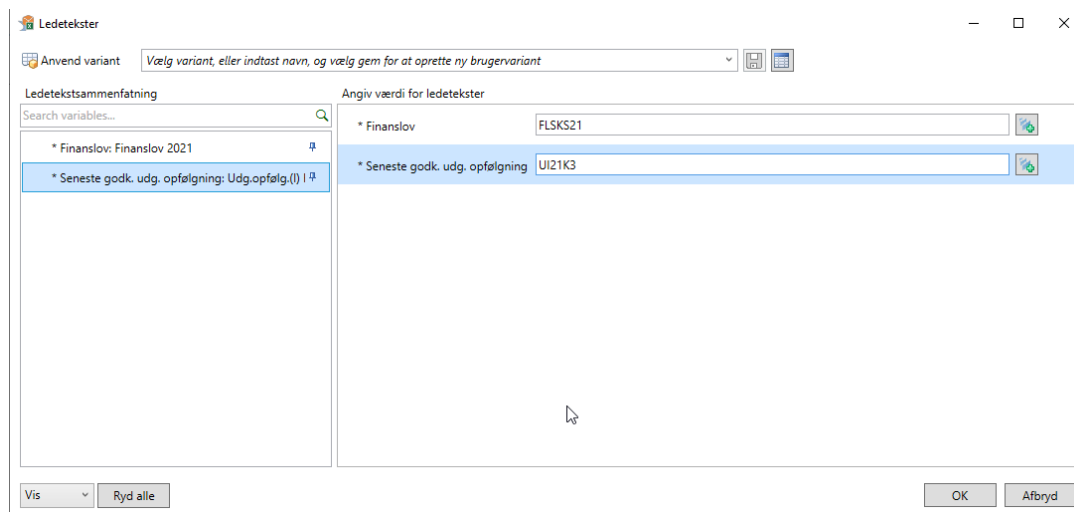 Ledetekster
Anvend variant
Vælg variant, eller indtast navn, og vælg gem for at oprette ny brugervariant
Ledetekstsammenfatning
Angiv værdi for ledetekster
Search variables...
* Finanslov
FLSKS21
* Finanslov: Finanslov 2021
* Seneste godk. udg. opfølgning
UI21K3
* Seneste godk. udg. opfølgning: Udg.opfølg.(I)
Vis
Ryd alle
OK
Afbryd